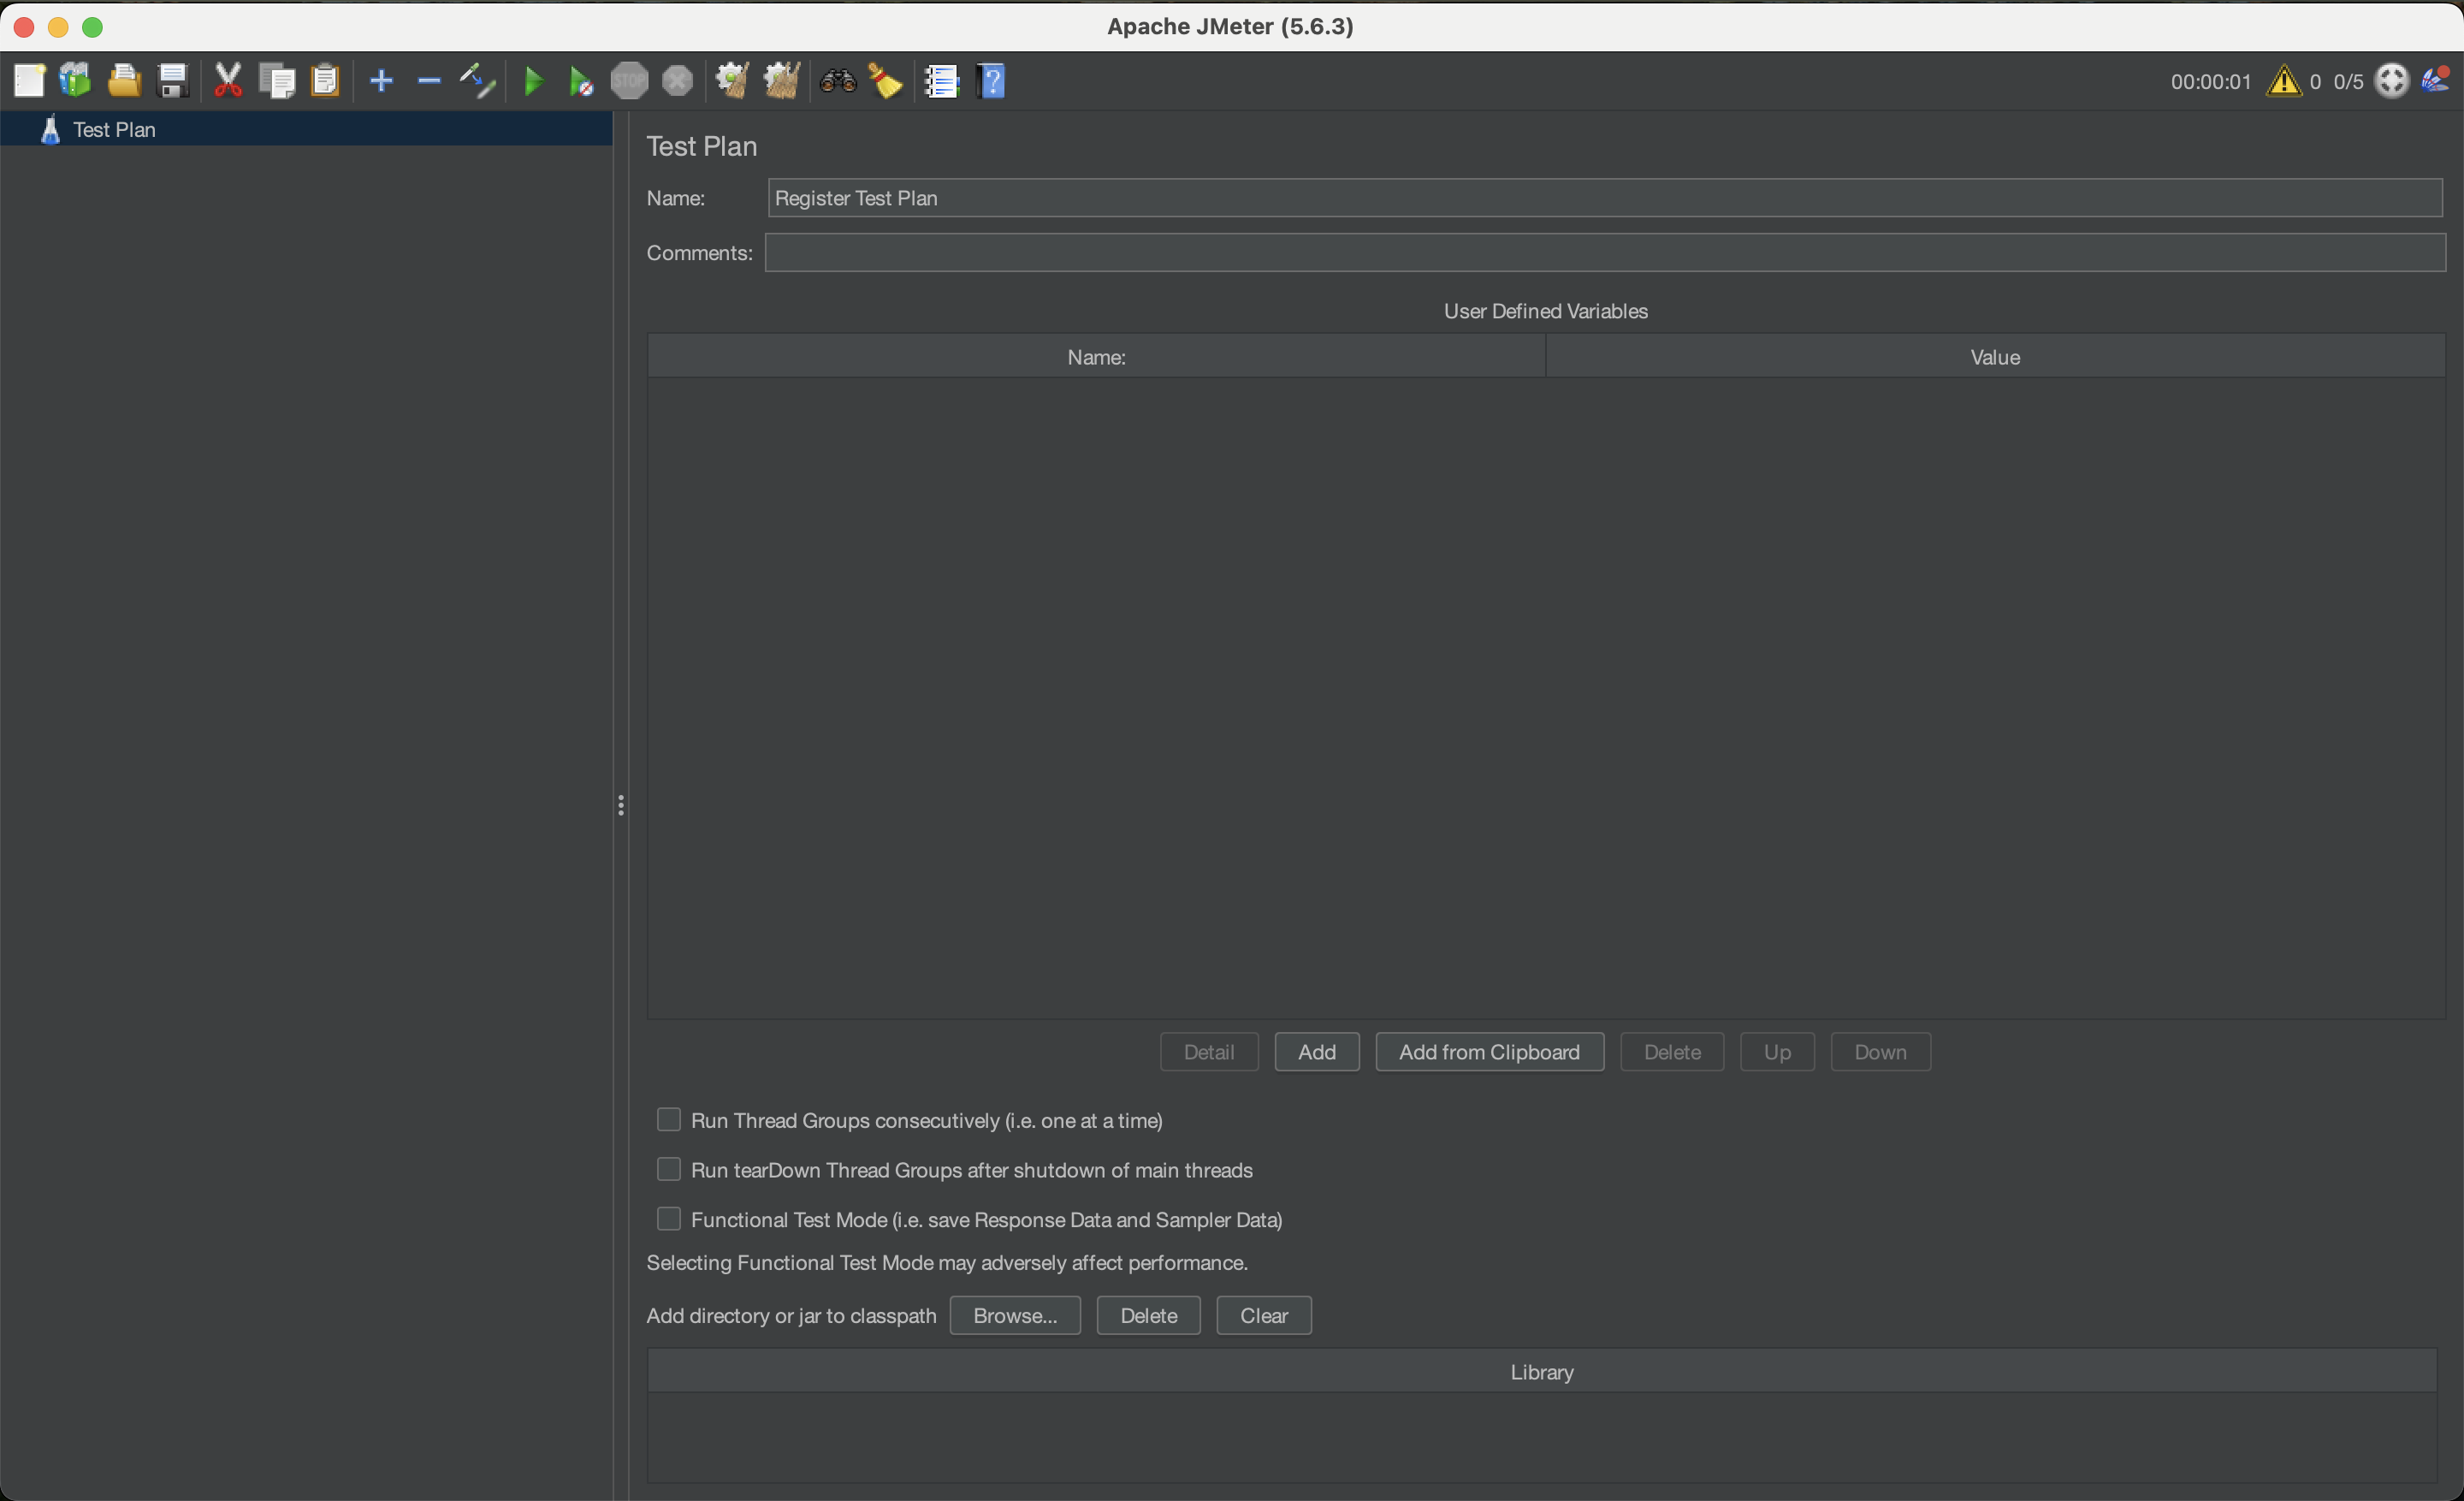 Apache JMeter (5.6.3)
STOP
00:00:01 0 0/5
Test Plan
Test Plan
Name: Register Test Plan
Comments:
User Defined Variables
Name: Value
Detail Add Add from Clipboard Delete Up Down
Run Thread Groups consecutively (i.e. one at a time)
Run tearDown Thread Groups after shutdown of main threads
Functional Test Mode (i.e. save Response Data and Sampler Data)
Selecting Functional Test Mode may adversely affect performance.
Add directory or jar to classpath Browse... Delete Clear
Library